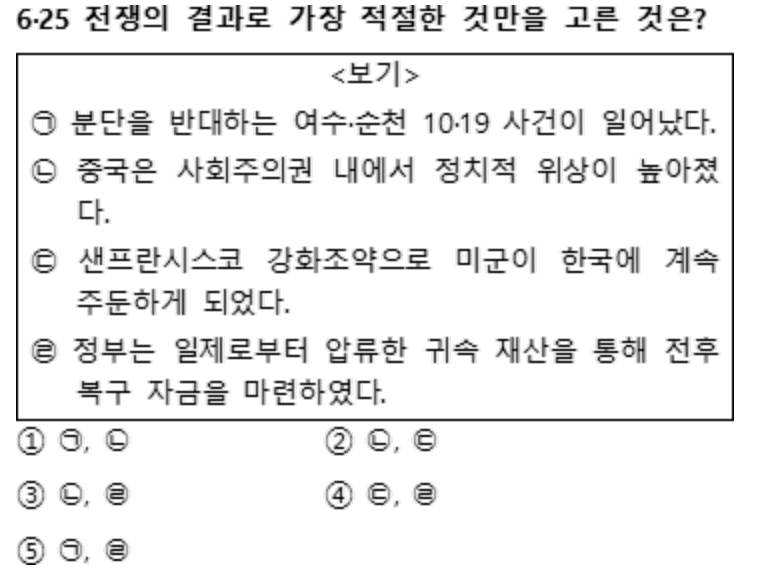 6·25 전쟁의 결과로 가장 적절한 것만을 고른 것은?
<보기>
㉠ 분단을 반대하는 여수·순천 10·19 사건이 일어났다.
㉡ 중국은 사회주의권 내에서 정치적 위상이 높아졌
다.
㉢ 샌프란시스코 강화조약으로 미군이 한국에 계속
주둔하게 되었다.
㉣ 정부는 일제로부터 압류한 귀속 재산을 통해 전후
복구 자금을 마련하였다.
① ㉠, ㉡ ② ㉡, ㉢
③ ㉡, ㉣ ④ ㉢, ㉣
⑤ ㉠, ㉣